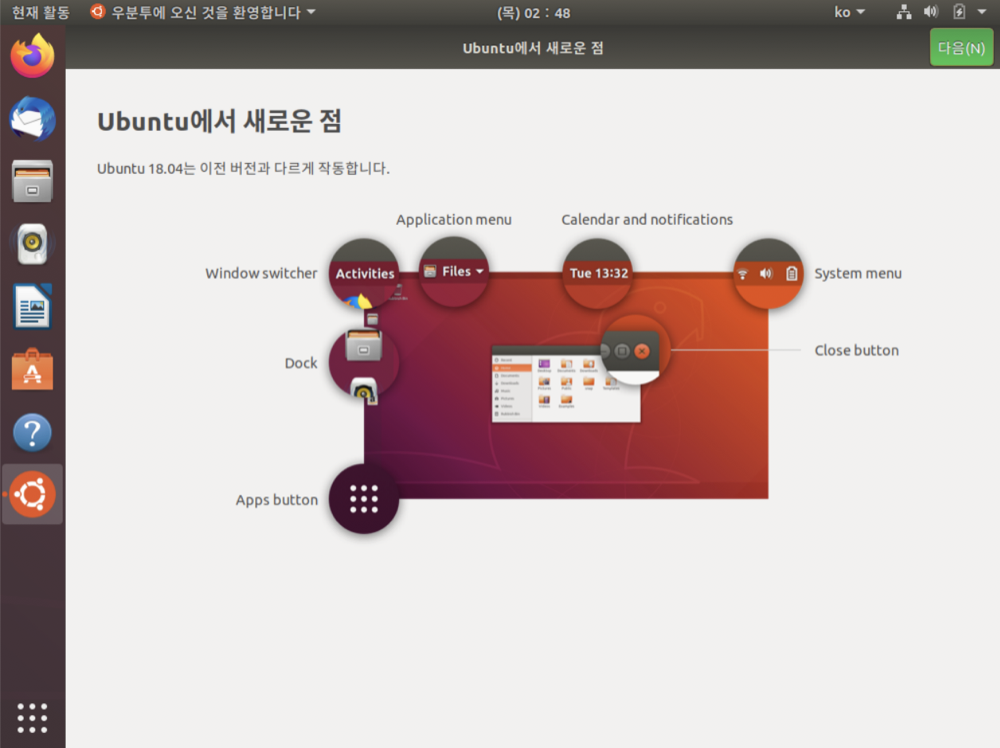 현재 활동 우분투에 오신 것을 환영합니다 (목) 02 : 48 ko
Ubuntu에서 새로운 점 다음(N)
Ubuntu에서 새로운 점
Ubuntu 18.04는 이전 버전과 다르게 작동합니다.
Application menu Calendar and notifications
Window switcher Activities Files Tue 13:32 System menu
Close button
Dock
Apps button